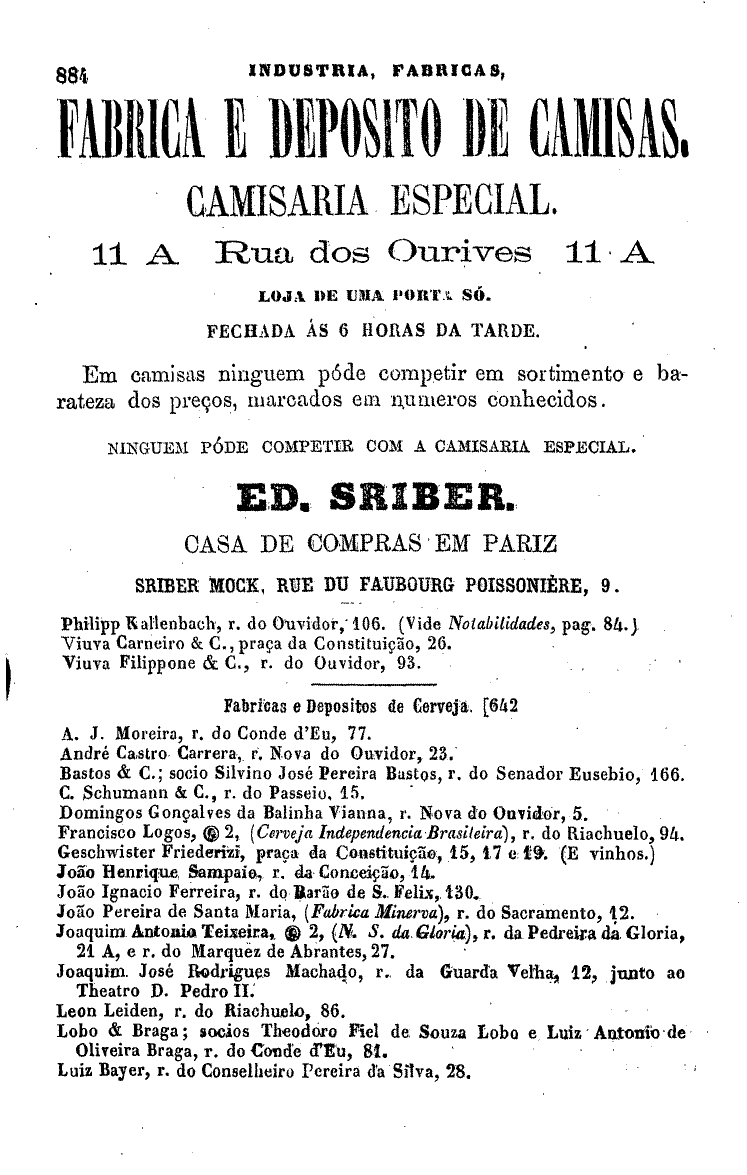 884 INDUSTRIA, FABRICAS,
FABRICA E DEPOSITO DE CAMISAS.
CAMISARIA ESPECIAL.
11 A Rua dos Ourives 11 A
LOJA DE UMA PORTA SÓ.
FECHADA ÁS 6 HORAS DA TARDE.
Em camisas ninguem póde competir em sortimento e ba-
rateza dos preços, marcados em numeros conhecidos.
NINGUEM PÓDE COMPETIR COM A CAMISARIA ESPECIAL.
ED. SRIBER.
CASA DE COMPRAS EM PARIZ
SRIBER MOCK, RUE DU FAUBOURG POISSONIÈRE, 9.
Philipp Kallenbach, r. do Ouvidor, 106. (Vide Notabilidades, pag. 84.)
Viuva Carneiro & C., praça da Constituição, 26.
Viuva Filippone & C., r. do Ouvidor, 93.
Fabricas e Depositos de Cerveja. [642
A. J. Moreira, r. do Conde d'Eu, 77.
André Castro Carrera, r. Nova do Ouvidor, 23.
Bastos & C.; socio Silvino José Pereira Bastos, r. do Senador Eusebio, 166.
C. Schumann & C., r. do Passeio, 15.
Domingos Gonçalves da Balinha Vianna, r. Nova do Ouvidor, 5.
Francisco Logos, 2, (Cerveja Independencia Brasileira), r. do Riachuelo, 94.
Geschwister Friederizi, praça da Constituição, 15, 17 e 19. (E vinhos.)
João Henrique Sampaio, r. da Conceição, 14.
João Ignacio Ferreira, r. do Barão de S. Felix, 130.
João Pereira de Santa Maria, (Fabrica Minerva), r. do Sacramento, 12.
Joaquim Antonio Teixeira, 2, (N. S. da Gloria), r. da Pedreira da Gloria,
21 A, e r. do Marquez de Abrantes, 27.
Joaquim José Rodrigues Machado, r. da Guarda Velha, 12, junto ao
Theatro D. Pedro II.
Leon Leiden, r. do Riachuelo, 86.
Lobo & Braga; socios Theodoro Fiel de Souza Lobo e Luiz Antonio de
Oliveira Braga, r. do Conde d'Eu, 81.
Luiz Bayer, r. do Conselheiro Pereira da Silva, 28.